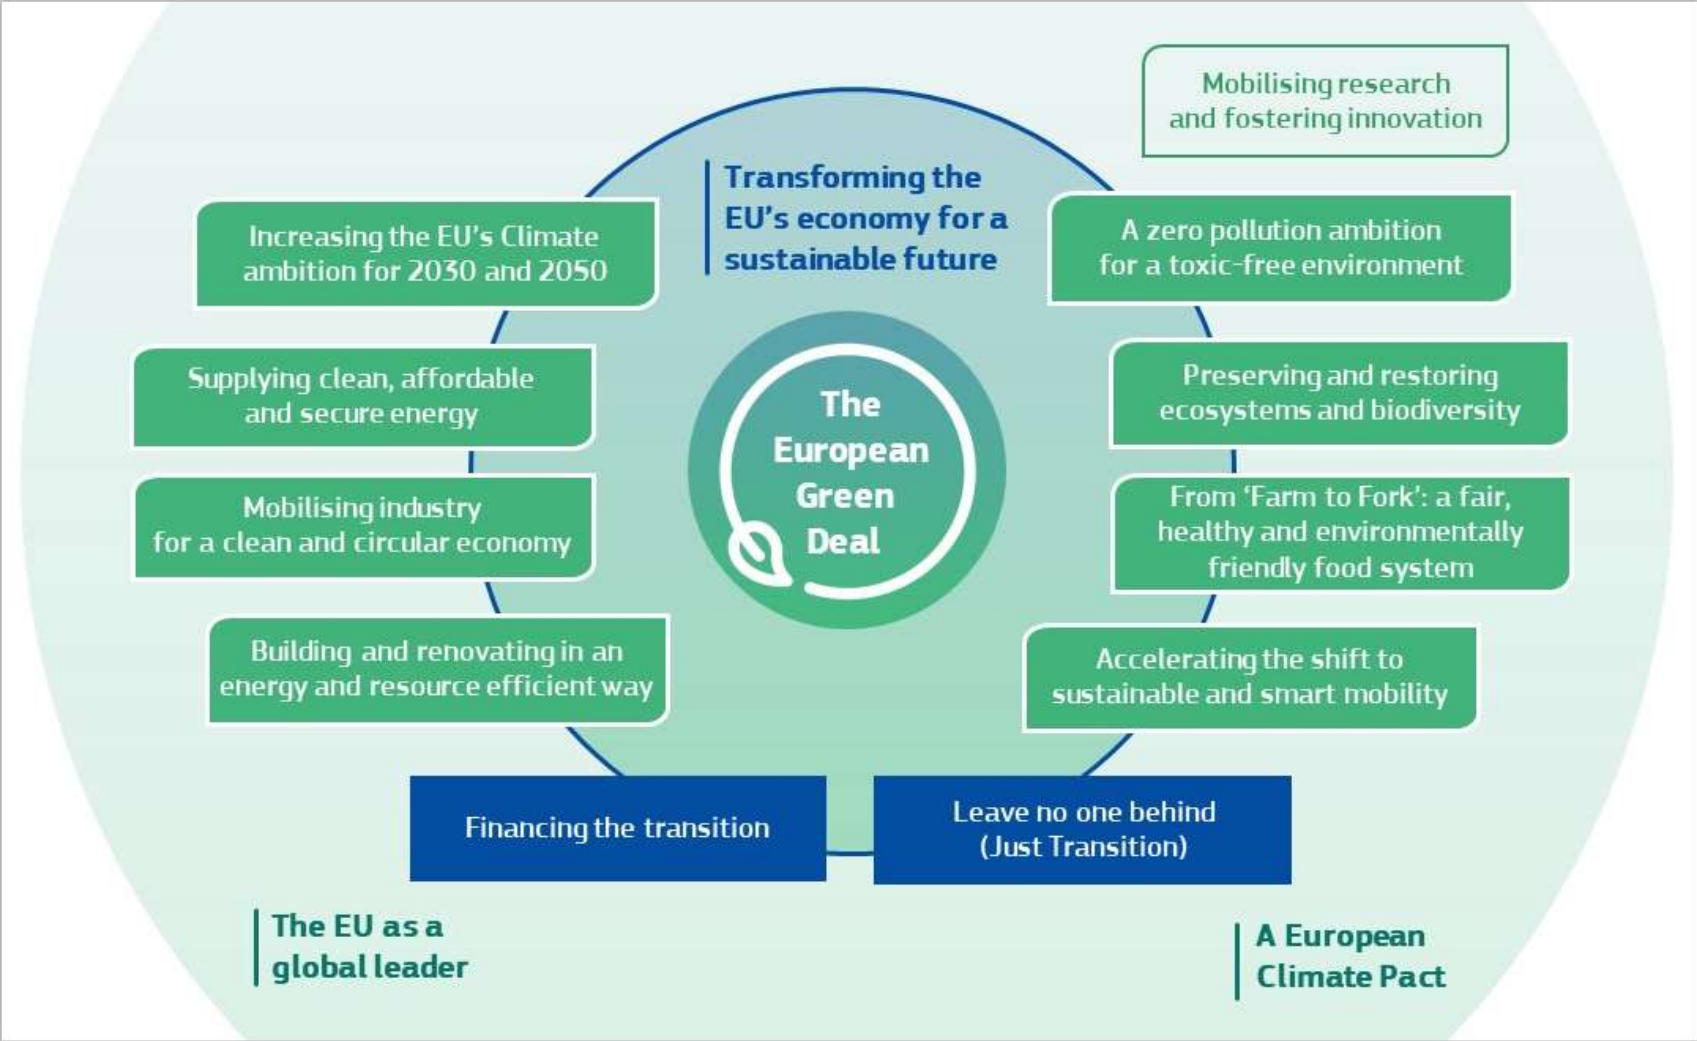 Mobilising research
and fostering innovation
Transforming the
EU's economy for a
sustainable future
Increasing the EU's Climate
ambition for 2030 and 2050
A zero pollution ambition
for a toxic-free environment
Supplying clean, affordable
and secure energy
Preserving and restoring
ecosystems and biodiversity
The
European
Green
Deal
Mobilising industry
for a clean and circular economy
From ‘Farm to Fork’: a fair,
healthy and environmentally
friendly food system
Building and renovating in an
energy and resource efficient way
Accelerating the shift to
sustainable and smart mobility
Financing the transition
Leave no one behind
(Just Transition)
The EU as a
global leader
A European
Climate Pact